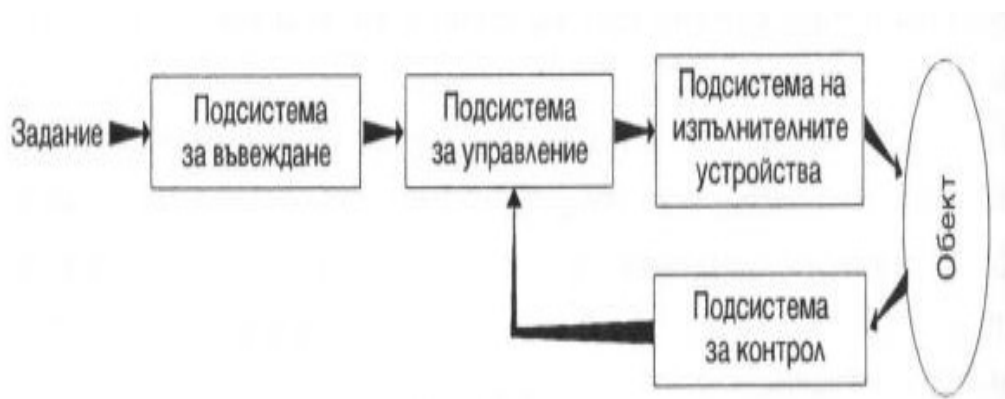 Задание
Подсистема
за въвеждане
Подсистема
за управление
Подсистема на
изпълнителните
устройства
Обект
Подсистема
за контрол